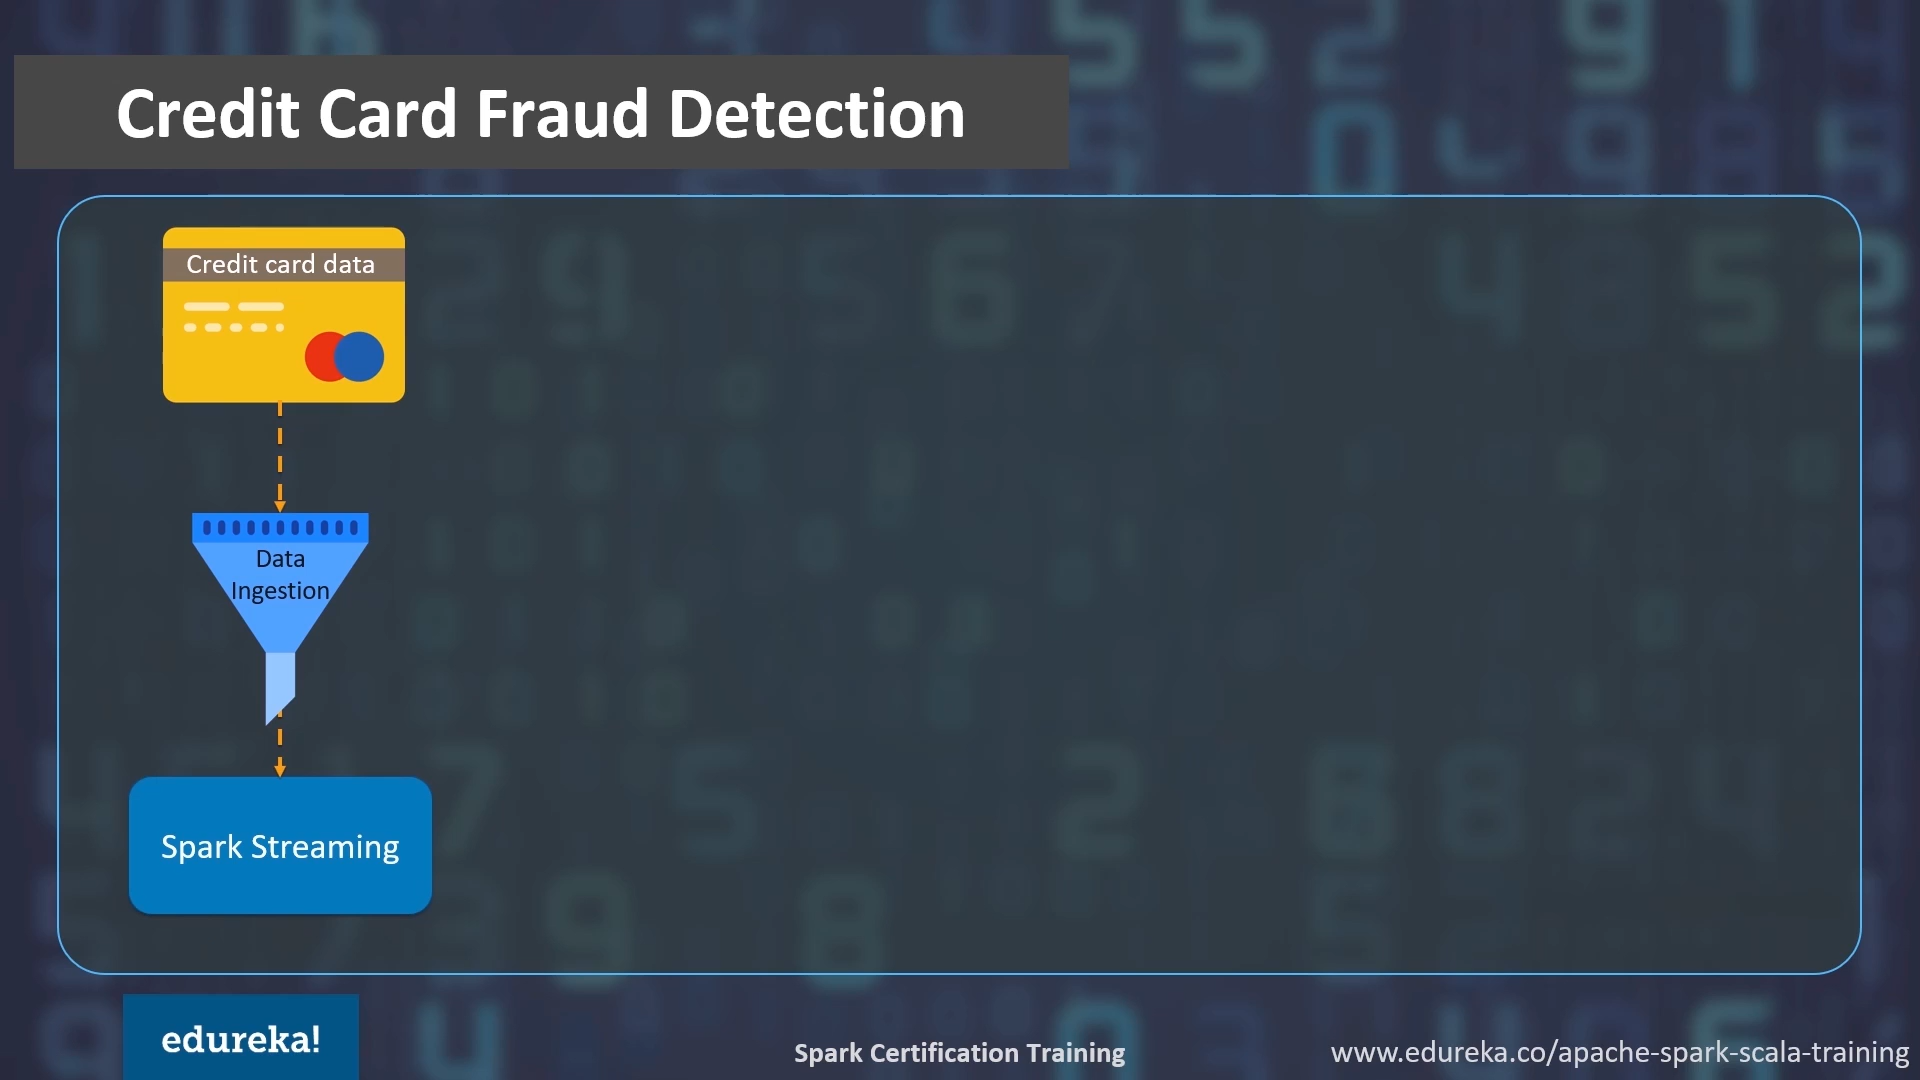 Credit Card Fraud Detection
Credit card data
Data
Ingestion
Spark Streaming
edureka!
Spark Certification Training
www.edureka.co/apache-spark-scala-training